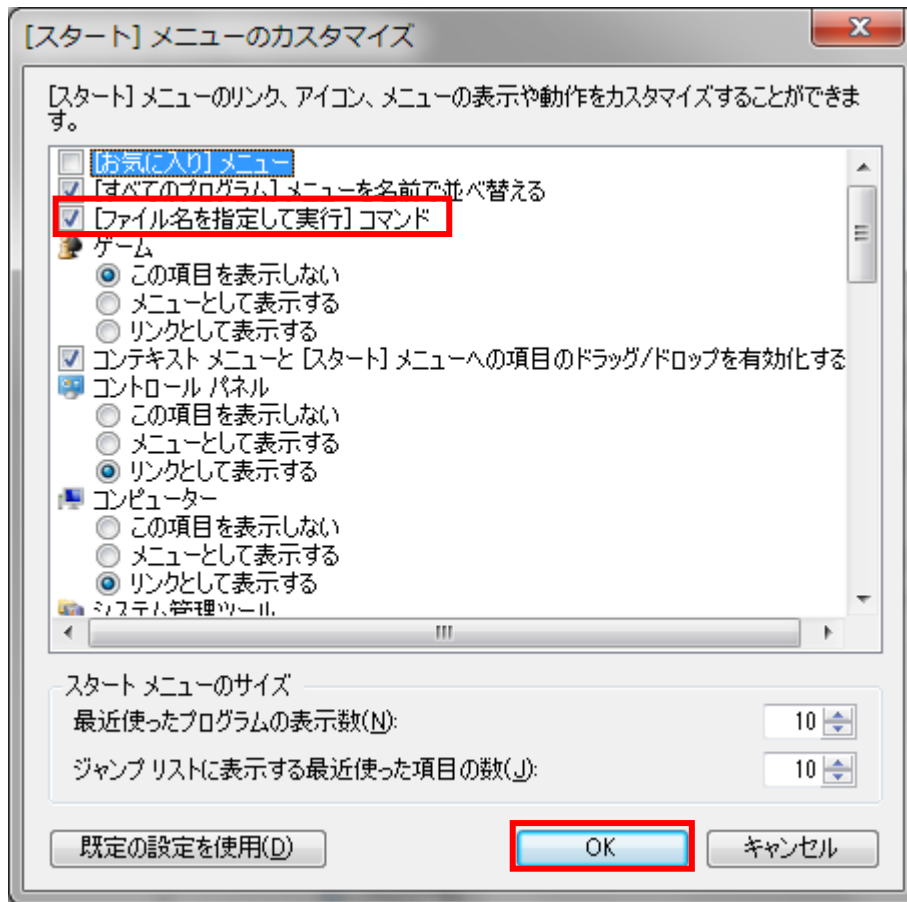 [スタート] メニューのカスタマイズ
[スタート] メニューのリンク、アイコン、メニューの表示や動作をカスタマイズすることができま
す。
[お気に入り] メニュー
[すべてのプログラム] メニューを名前で並べ替える
[ファイル名を指定して実行] コマンド
ゲーム
この項目を表示しない
メニューとして表示する
リンクとして表示する
コンテキスト メニューと [スタート] メニューへの項目のドラッグ/ドロップを有効化する
コントロール パネル
この項目を表示しない
メニューとして表示する
リンクとして表示する
コンピューター
この項目を表示しない
メニューとして表示する
リンクとして表示する
システム管理ツール
スタート メニューのサイズ
最近使ったプログラムの表示数(N): 10
ジャンプ リストに表示する最近使った項目の数(J): 10
既定の設定を使用(D) OK キャンセル